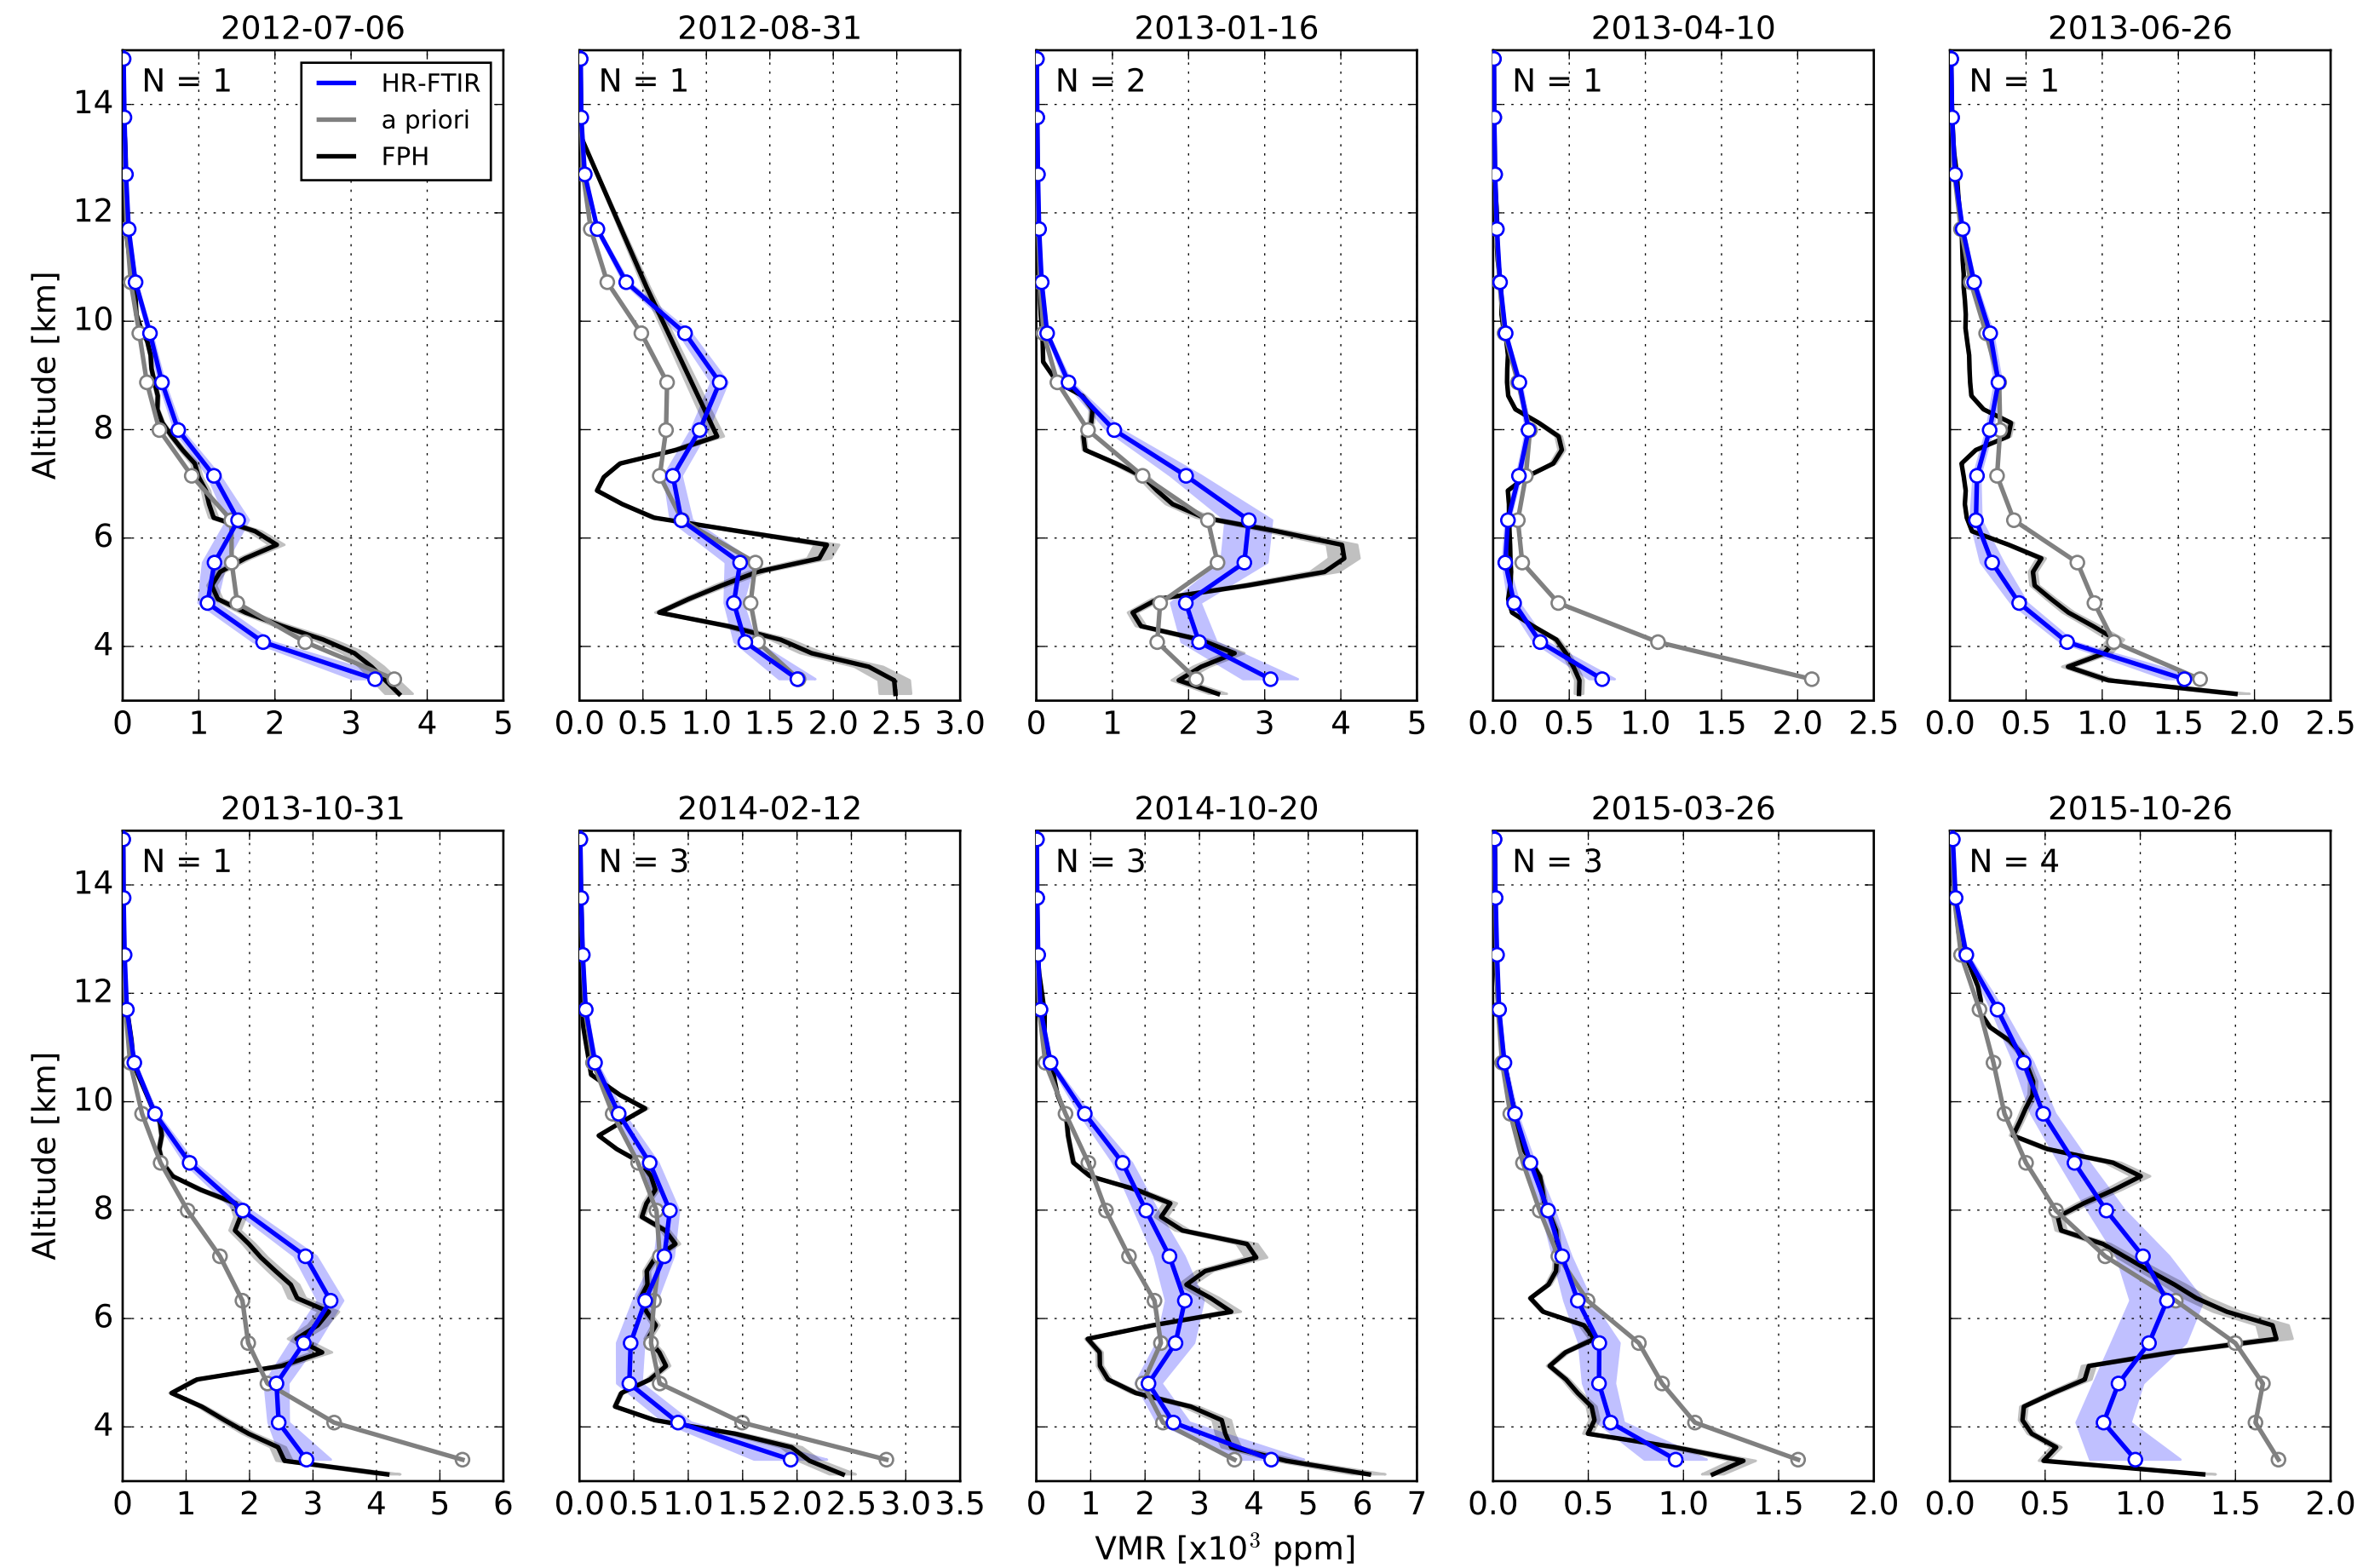 2012-07-06 2012-08-31 2013-01-16 2013-04-10 2013-06-26
N = 1 N = 1 N = 2 N = 1 N = 1
HR-FTIR
a priori
FPH
Altitude [km]
14
12
10
8
6
4
0 1 2 3 4 5
0.0 0.5 1.0 1.5 2.0 2.5 3.0
0 1 2 3 4 5
0.0 0.5 1.0 1.5 2.0 2.5
0.0 0.5 1.0 1.5 2.0 2.5
2013-10-31 2014-02-12 2014-10-20 2015-03-26 2015-10-26
N = 1 N = 3 N = 3 N = 3 N = 4
Altitude [km]
14
12
10
8
6
4
0 1 2 3 4 5 6
0.0 0.5 1.0 1.5 2.0 2.5 3.0 3.5
0 1 2 3 4 5 6 7
0.0 0.5 1.0 1.5 2.0
0.0 0.5 1.0 1.5 2.0
VMR [x10³ ppm]